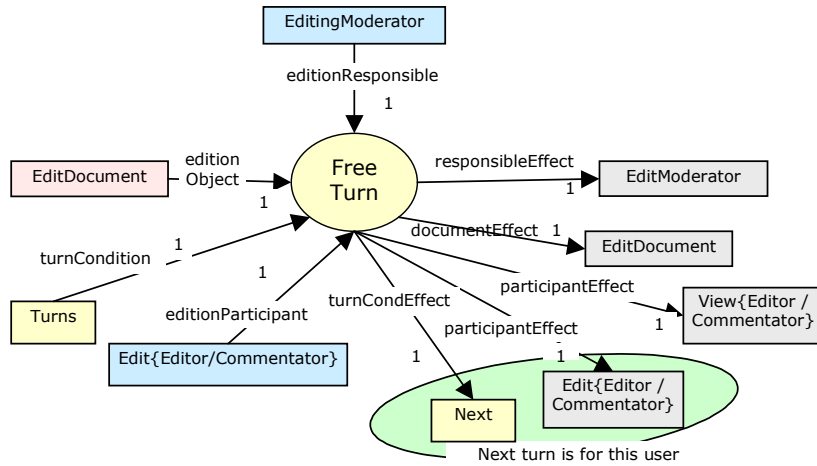 EditingModerator
editionResponsible
1
edition
Object
1
EditDocument
Free
Turn
responsibleEffect
1
EditModerator
documentEffect
1
EditDocument
turnCondition
1
Turns
editionParticipant
1
Edit{Editor/Commentator}
turnCondEffect
1
participantEffect
1
View{Editor /
Commentator}
participantEffect
1
Edit{Editor /
Commentator}
Next
Next turn is for this user